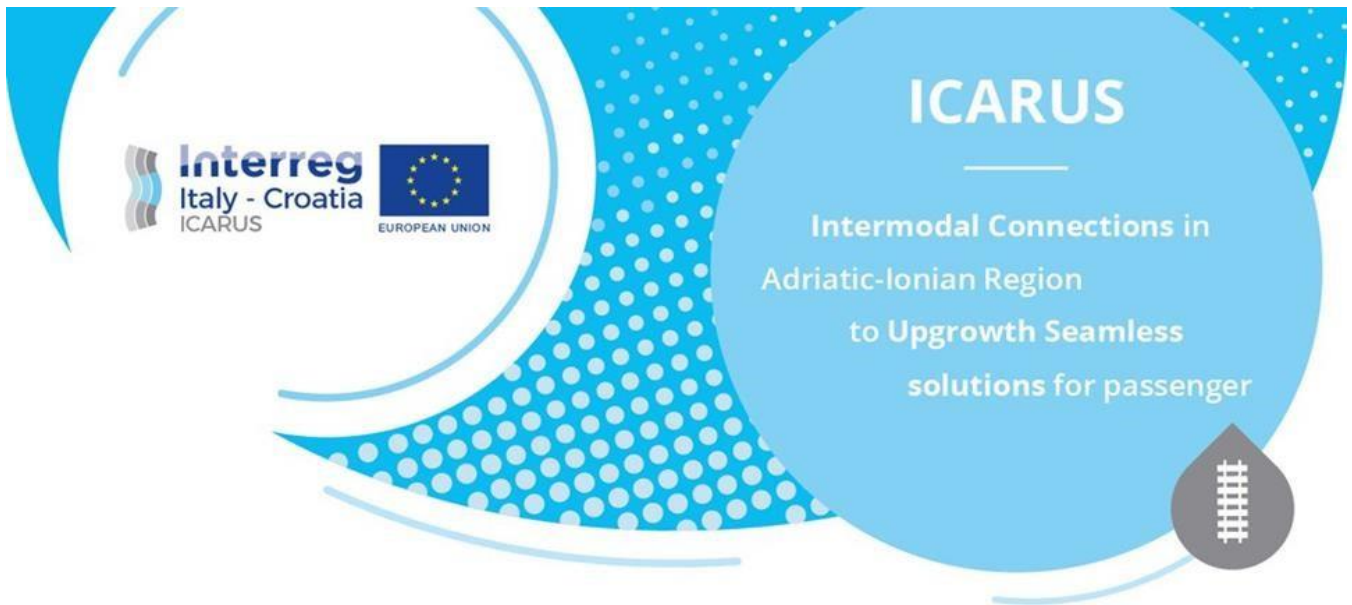 Interreg
Italy - Croatia
ICARUS
EUROPEAN UNION
ICARUS
Intermodal Connections in
Adriatic-Ionian Region
to Upgrowth Seamless
solutions for passenger